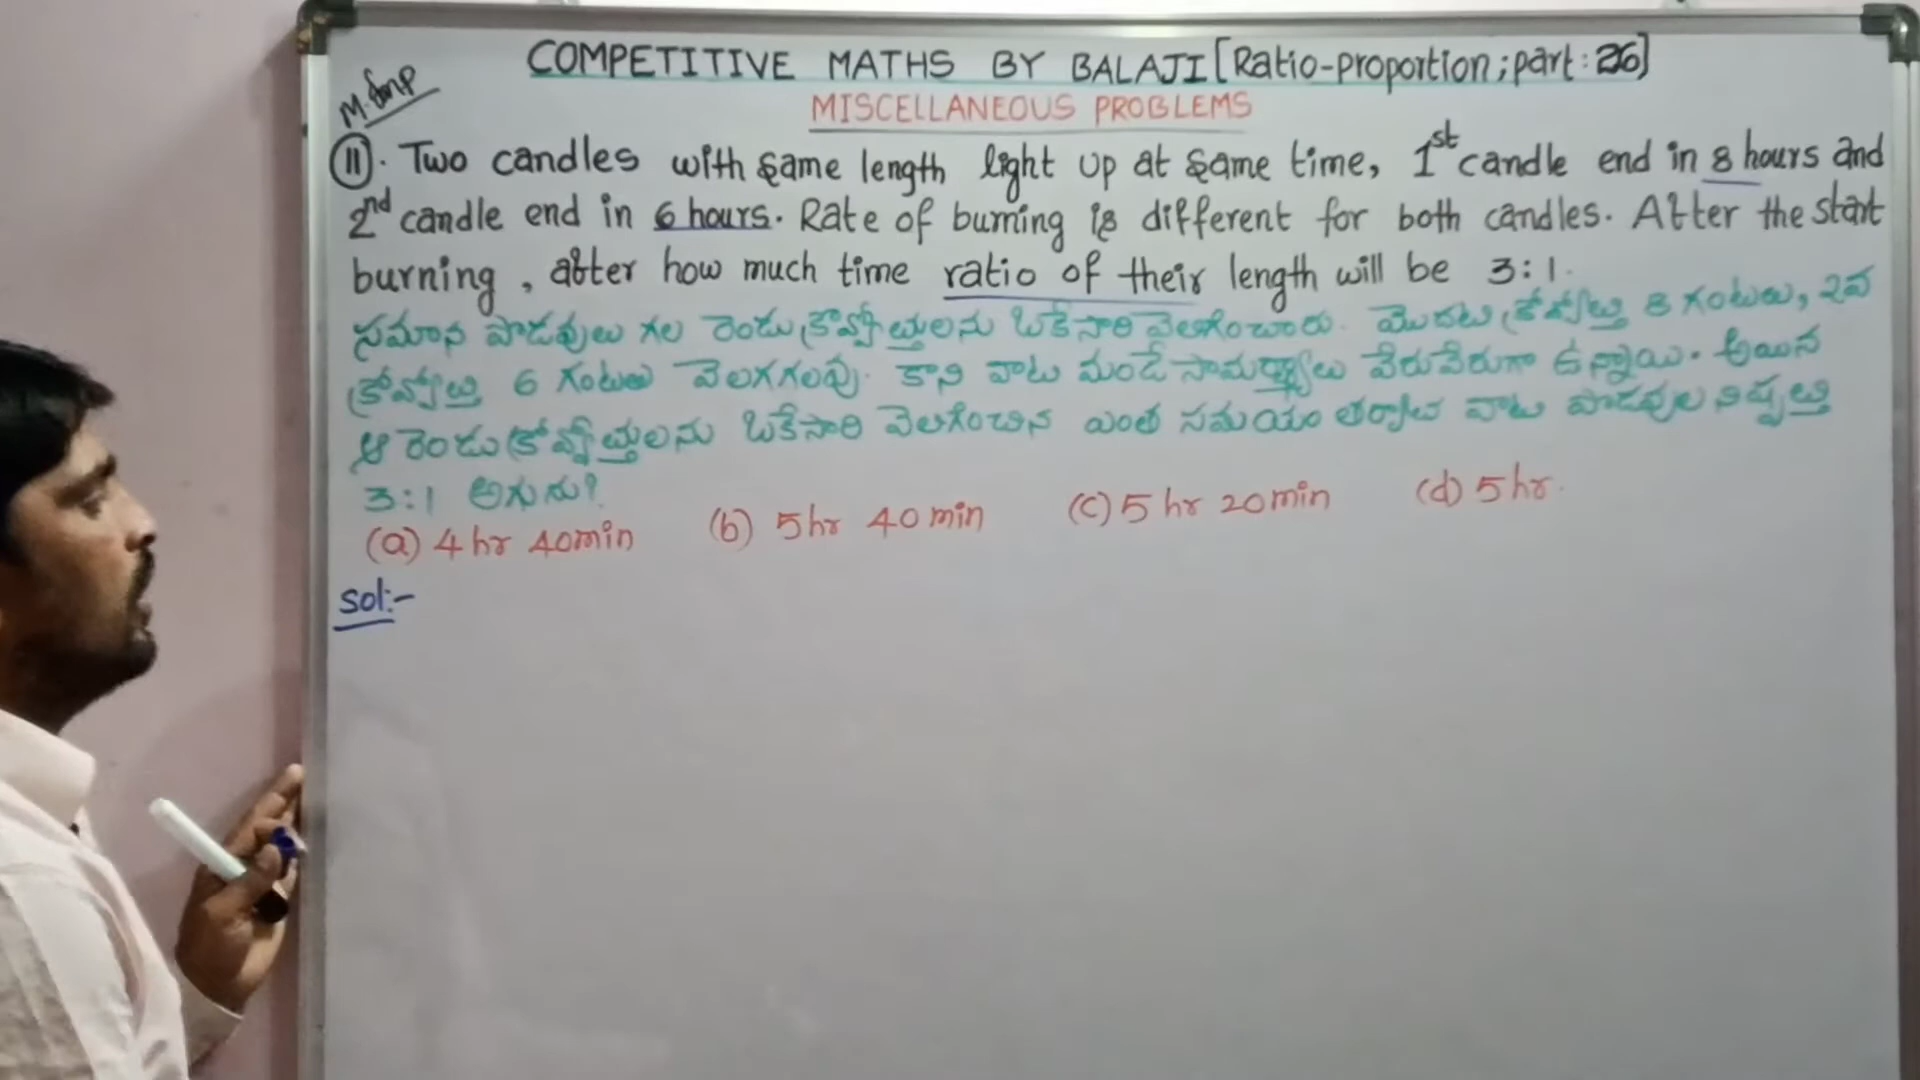 COMPETITIVE MATHS BY BALAJI [Ratio-proportion; part: 26]
MISCELLANEOUS PROBLEMS
M.Imp
11. Two candles with same length light up at same time, 1st candle end in 8 hours and
2nd candle end in 6 hours. Rate of burning is different for both candles. After the start
burning, after how much time ratio of their length will be 3:1.
సమాన పొడవులు గల రెండు క్రొవ్వొత్తులను ఒకేసారి వెలిగించారు. మొదటి క్రోవ్వొత్తి 8 గంటలు, 2వ
క్రోవ్వొత్తి 6 గంటలు వెలగగలవు. కాని వాటి మండే సామర్థ్యాలు వేరువేరుగా ఉన్నాయి. అయిన
ఆ రెండు క్రోవ్వొత్తులను ఒకేసారి వెలిగించిన ఎంత సమయం తర్వాత వాటి పొడవుల నిష్పత్తి
3:1 అగును?
(a) 4 hr 40min (b) 5hr 40 min (c) 5 hr 20min (d) 5hr.
Sol:-